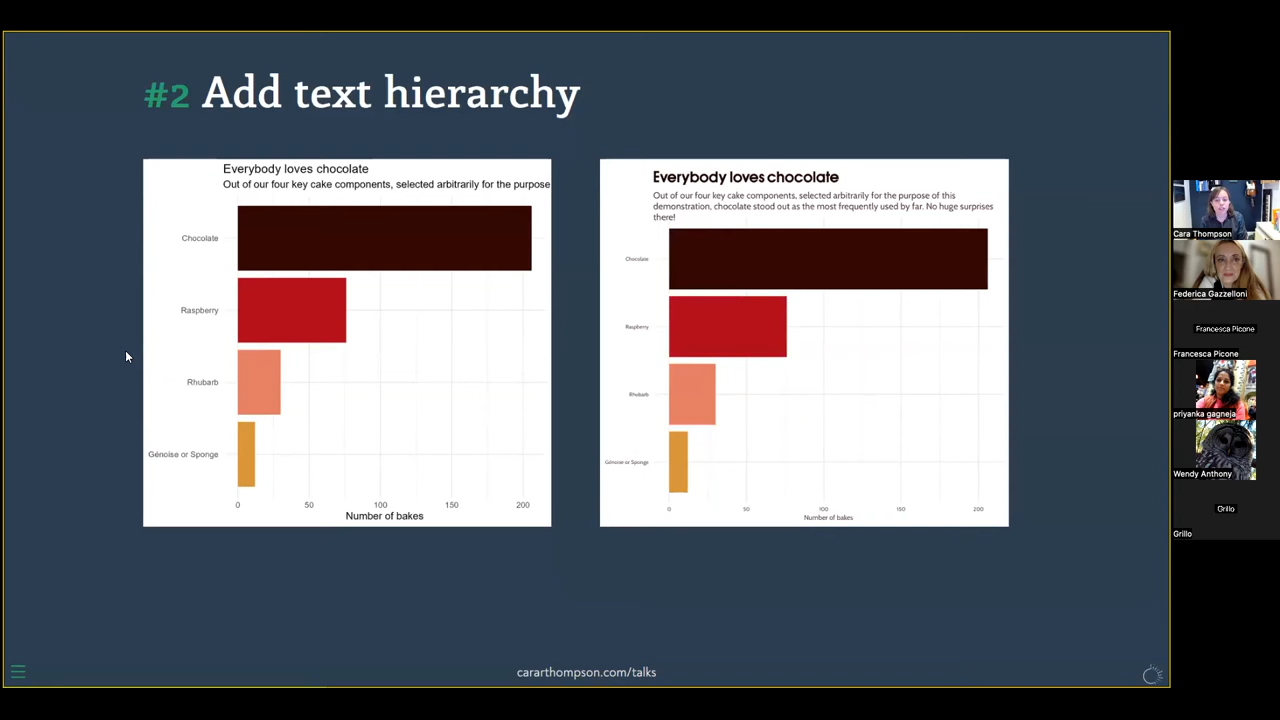 #2 Add text hierarchy
Everybody loves chocolate
Out of our four key cake components, selected arbitrarily for the purpose
Chocolate
Raspberry
Rhubarb
Génoise or Sponge
0 50 100 150 200
Number of bakes
Everybody loves chocolate
Out of our four key cake components, selected arbitrarily for the purpose of this
demonstration, chocolate stood out as the most frequently used by far. No huge surprises
there!
Chocolate
Raspberry
Rhubarb
Génoise or Sponge
0 50 100 150 200
Number of bakes
cararthompson.com/talks
Cara Thompson
Federica Gazzelloni
Francesca Picone
Francesca Picone
priyanka gagneja
Wendy Anthony
Grillo
Grillo